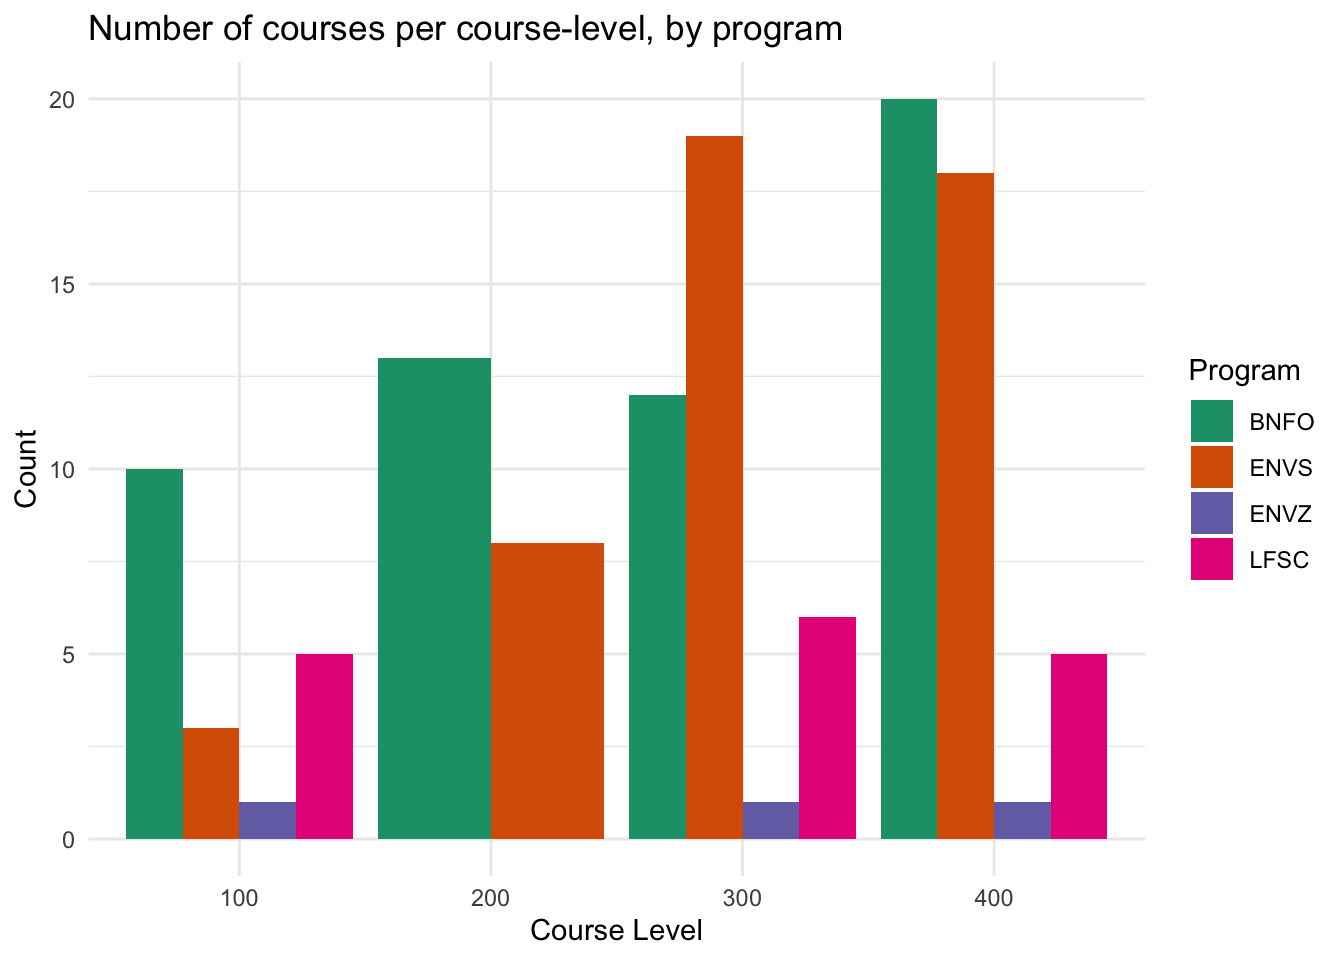 Number of courses per course-level, by program
Count
20
15
10
5
0
100 200 300 400
Course Level
Program
BNFO
ENVS
ENVZ
LFSC